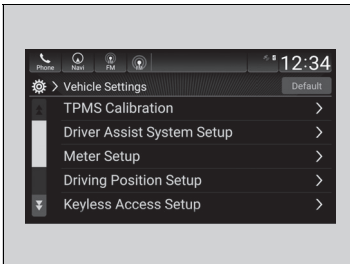 Phone Navi FM
12:34
Vehicle Settings
Default
TPMS Calibration
Driver Assist System Setup
Meter Setup
Driving Position Setup
Keyless Access Setup